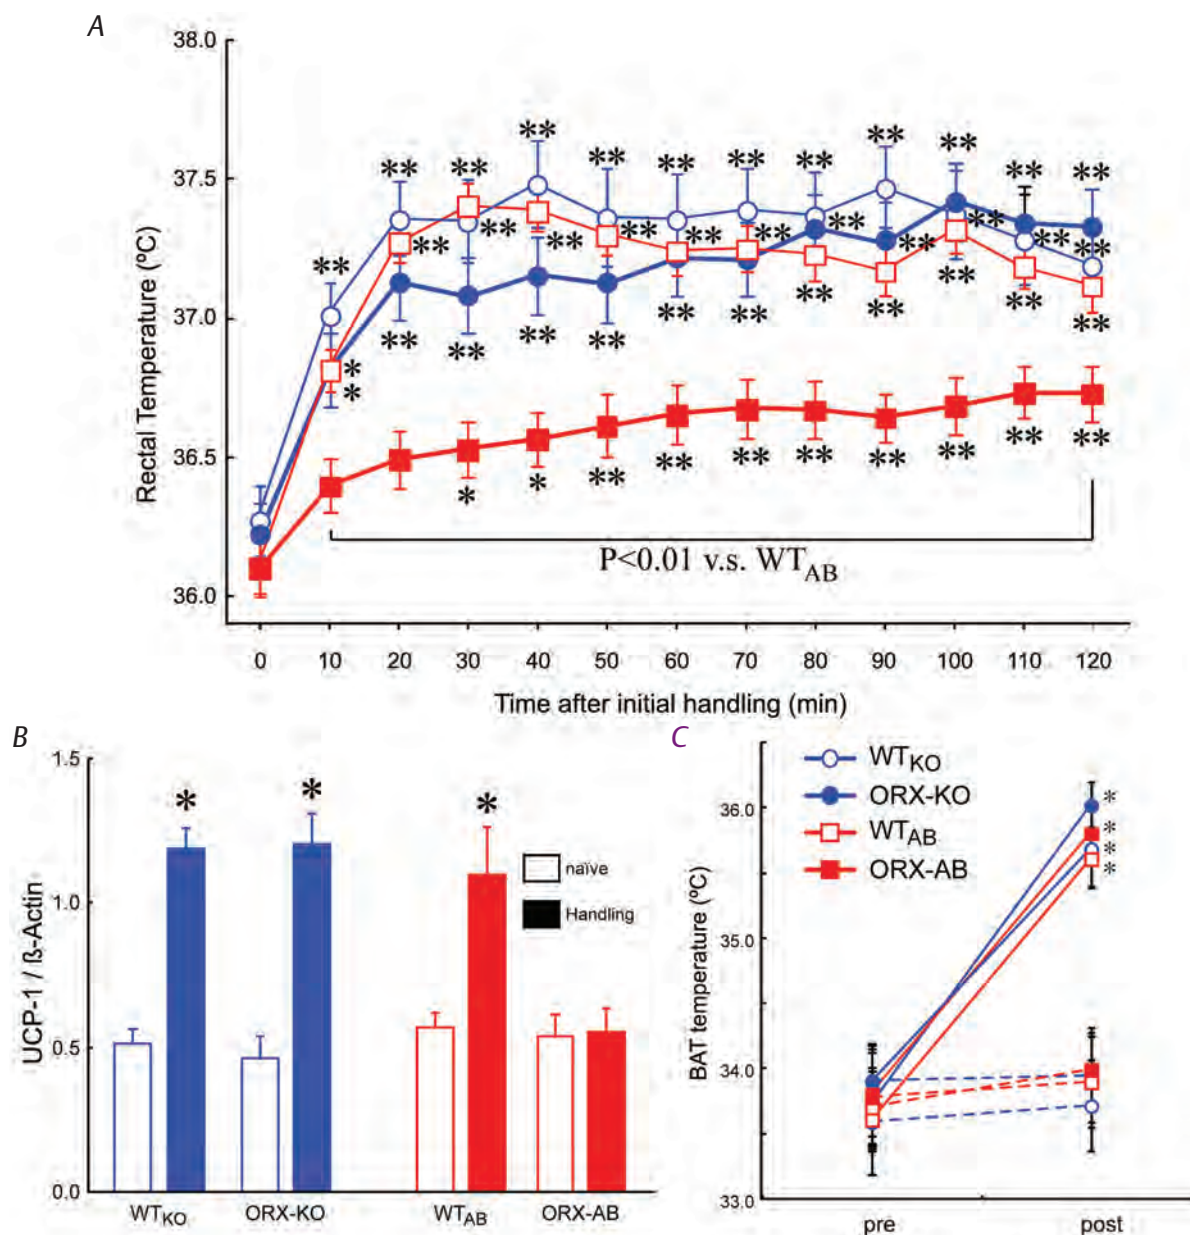 A
38.0
37.5
37.0
36.5
36.0
Rectal Temperature (ºC)
** ** ** ** ** ** ** ** ** ** ** **
** ** ** ** ** ** ** ** ** **
* *
** ** ** ** ** ** ** ** ** ** **
* * ** ** ** ** ** ** ** **
P<0.01 v.s. WTAB
0 10 20 30 40 50 60 70 80 90 100 110 120
Time after initial handling (min)
B
1.5
1.0
0.5
0.0
UCP-1 / ß-Actin
* * *
naïve
Handling
WTKO ORX-KO WTAB ORX-AB
C
WTKO
ORX-KO
WTAB
ORX-AB
36.0
35.0
34.0
33.0
BAT temperature (ºC)
*
*
*
*
pre post